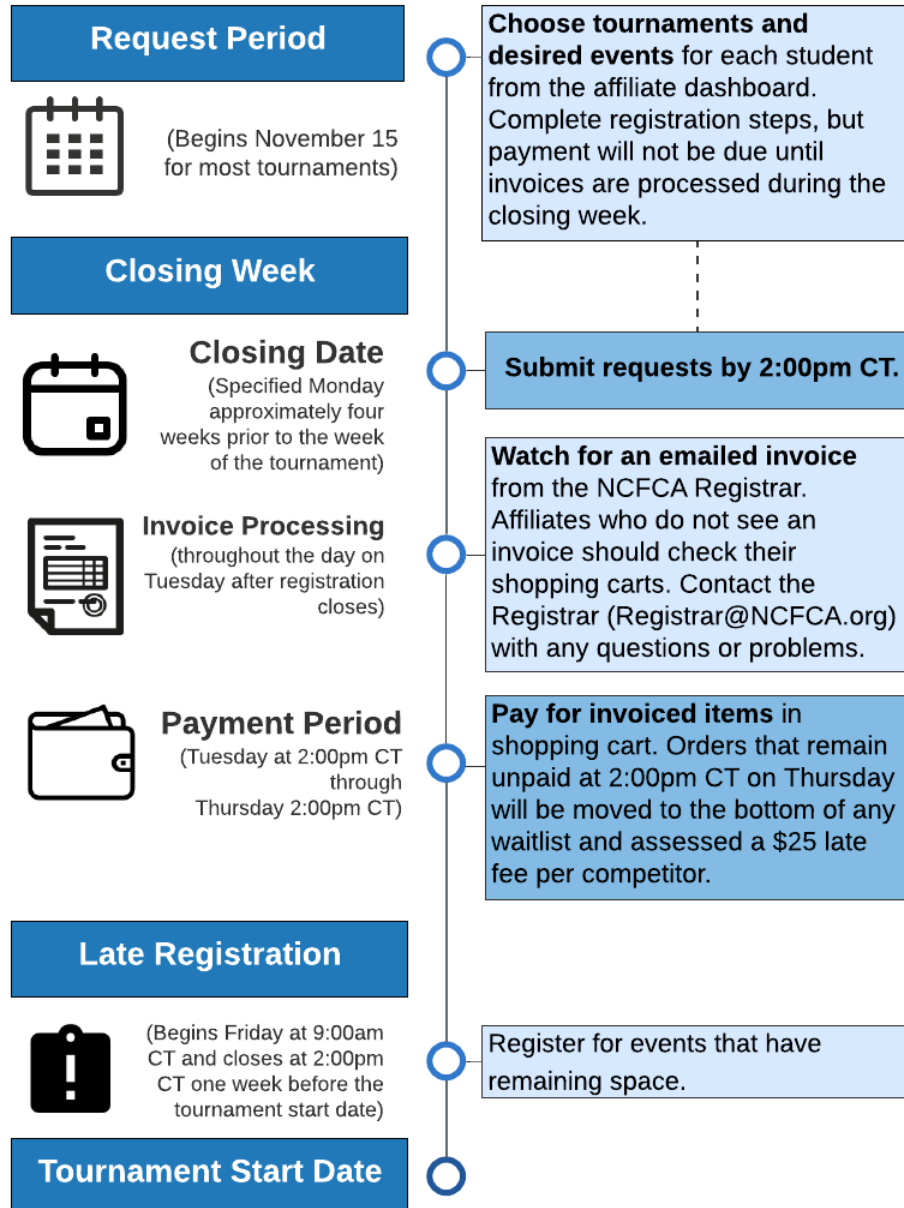 Request Period
(Begins November 15
for most tournaments)
Choose tournaments and
desired events for each student
from the affiliate dashboard.
Complete registration steps, but
payment will not be due until
invoices are processed during the
closing week.
Closing Week
Closing Date
(Specified Monday
approximately four
weeks prior to the week
of the tournament)
Submit requests by 2:00pm CT.
Invoice Processing
(throughout the day on
Tuesday after registration
closes)
Watch for an emailed invoice
from the NCFCA Registrar.
Affiliates who do not see an
invoice should check their
shopping carts. Contact the
Registrar (Registrar@NCFCA.org)
with any questions or problems.
Payment Period
(Tuesday at 2:00pm CT
through
Thursday 2:00pm CT)
Pay for invoiced items in
shopping cart. Orders that remain
unpaid at 2:00pm CT on Thursday
will be moved to the bottom of any
waitlist and assessed a $25 late
fee per competitor.
Late Registration
(Begins Friday at 9:00am
CT and closes at 2:00pm
CT one week before the
tournament start date)
Register for events that have
remaining space.
Tournament Start Date